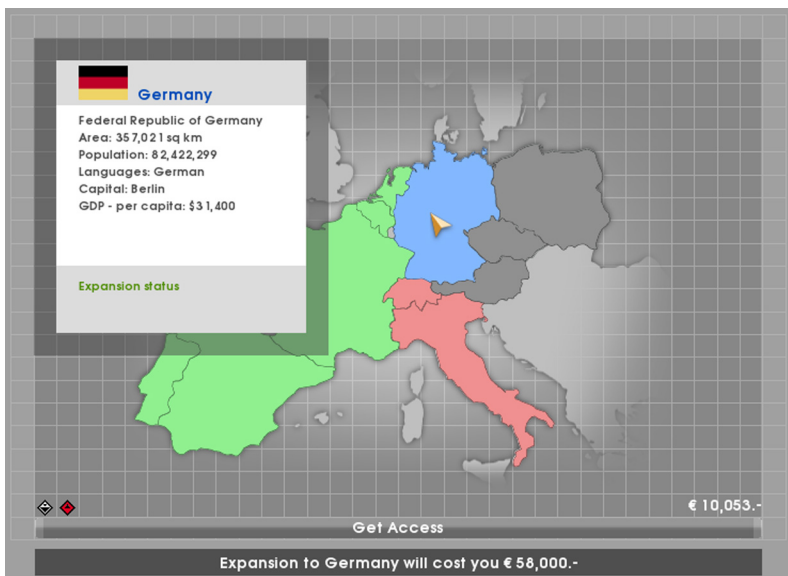 Germany
Federal Republic of Germany
Area: 357,021 sq km
Population: 82,422,299
Languages: German
Capital: Berlin
GDP - per capita: $31,400
Expansion status
€ 10,053.-
Get Access
Expansion to Germany will cost you € 58,000.-